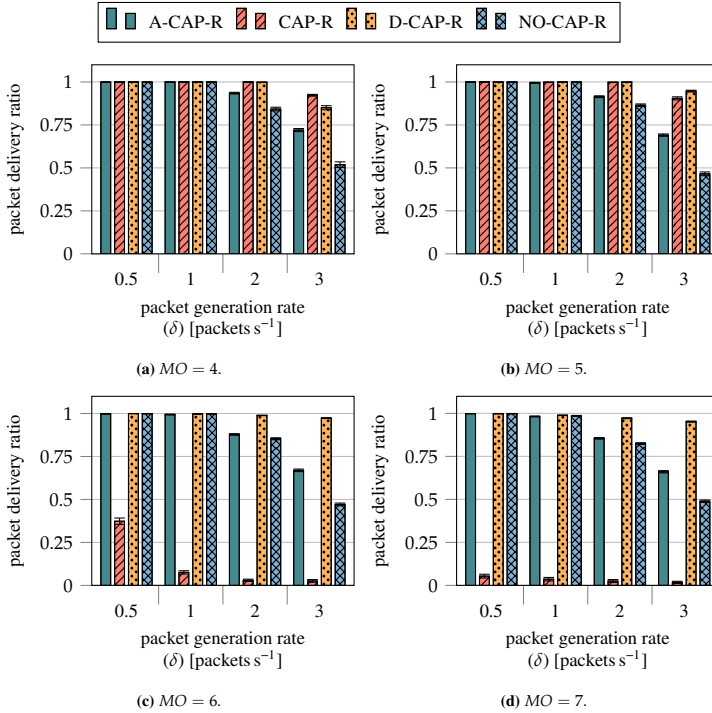 A-CAP-R CAP-R D-CAP-R NO-CAP-R
packet delivery ratio
1
0.75
0.5
0.25
0
0.5 1 2 3
packet generation rate
(δ) [packets s⁻¹]
(a) MO = 4.
packet delivery ratio
1
0.75
0.5
0.25
0
0.5 1 2 3
packet generation rate
(δ) [packets s⁻¹]
(b) MO = 5.
packet delivery ratio
1
0.75
0.5
0.25
0
0.5 1 2 3
packet generation rate
(δ) [packets s⁻¹]
(c) MO = 6.
packet delivery ratio
1
0.75
0.5
0.25
0
0.5 1 2 3
packet generation rate
(δ) [packets s⁻¹]
(d) MO = 7.